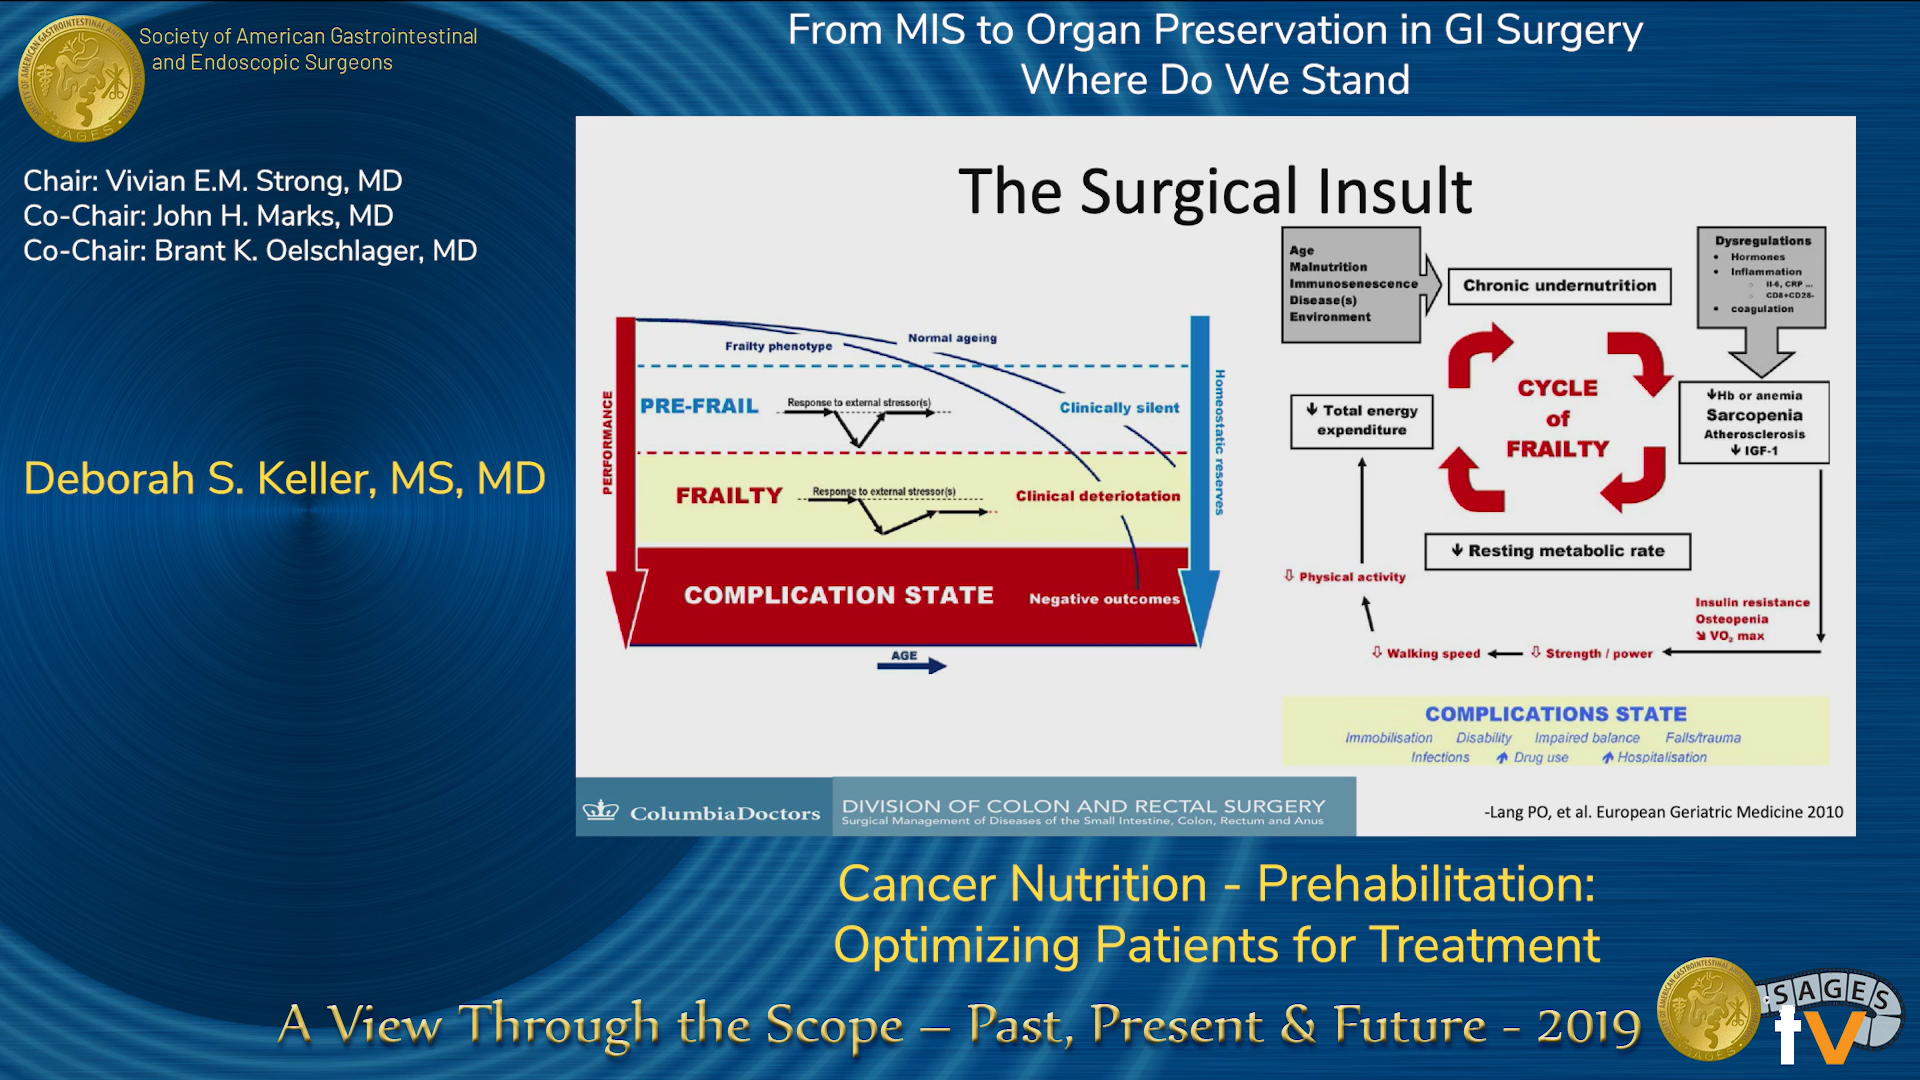 Society of American Gastrointestinal
and Endoscopic Surgeons
From MIS to Organ Preservation in GI Surgery
Where Do We Stand
Chair: Vivian E.M. Strong, MD
Co-Chair: John H. Marks, MD
Co-Chair: Brant K. Oelschlager, MD
Deborah S. Keller, MS, MD
The Surgical Insult
PERFORMANCE
Frailty phenotype
Normal ageing
PRE-FRAIL
Response to external stressor(s)
Clinically silent
FRAILTY
Response to external stressor(s)
Clinical deteriotation
COMPLICATION STATE
Negative outcomes
Homeostatic reserves
AGE
Age
Malnutrition
Immunosenescence
Disease(s)
Environment
Chronic undernutrition
Dysregulations
• Hormones
• Inflammation
○ Il-6, CRP ...
○ CD8+CD28-
• coagulation
CYCLE
of
FRAILTY
↓ Total energy
expenditure
↓Hb or anemia
Sarcopenia
Atherosclerosis
↓ IGF-1
↓ Resting metabolic rate
⇩ Physical activity
Insulin resistance
Osteopenia
↘ VO₂ max
⇩ Walking speed
⇩ Strength / power
COMPLICATIONS STATE
Immobilisation Disability Impaired balance Falls/trauma
Infections ↑ Drug use ↑ Hospitalisation
ColumbiaDoctors
DIVISION OF COLON AND RECTAL SURGERY
Surgical Management of Diseases of the Small Intestine, Colon, Rectum and Anus
-Lang PO, et al. European Geriatric Medicine 2010
Cancer Nutrition - Prehabilitation:
Optimizing Patients for Treatment
A View Through the Scope – Past, Present & Future - 2019
SAGES
tv